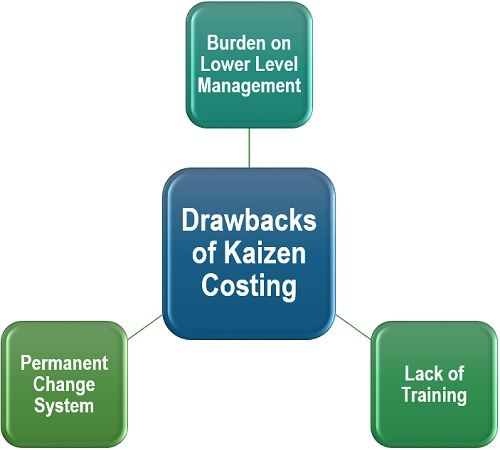 Burden on
Lower Level
Management
Drawbacks
of Kaizen
Costing
Permanent
Change
System
Lack of
Training